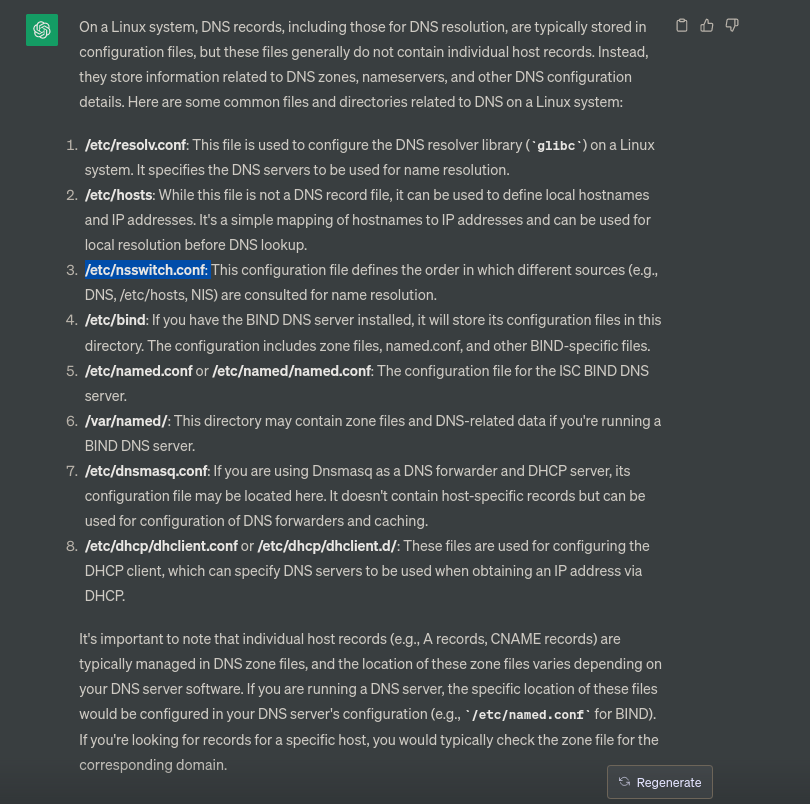 On a Linux system, DNS records, including those for DNS resolution, are typically stored in
configuration files, but these files generally do not contain individual host records. Instead,
they store information related to DNS zones, nameservers, and other DNS configuration
details. Here are some common files and directories related to DNS on a Linux system:
1. /etc/resolv.conf: This file is used to configure the DNS resolver library (`glibc`) on a Linux
system. It specifies the DNS servers to be used for name resolution.
2. /etc/hosts: While this file is not a DNS record file, it can be used to define local hostnames
and IP addresses. It's a simple mapping of hostnames to IP addresses and can be used for
local resolution before DNS lookup.
3. /etc/nsswitch.conf: This configuration file defines the order in which different sources (e.g.,
DNS, /etc/hosts, NIS) are consulted for name resolution.
4. /etc/bind: If you have the BIND DNS server installed, it will store its configuration files in this
directory. The configuration includes zone files, named.conf, and other BIND-specific files.
5. /etc/named.conf or /etc/named/named.conf: The configuration file for the ISC BIND DNS
server.
6. /var/named/: This directory may contain zone files and DNS-related data if you're running a
BIND DNS server.
7. /etc/dnsmasq.conf: If you are using Dnsmasq as a DNS forwarder and DHCP server, its
configuration file may be located here. It doesn't contain host-specific records but can be
used for configuration of DNS forwarders and caching.
8. /etc/dhcp/dhclient.conf or /etc/dhcp/dhclient.d/: These files are used for configuring the
DHCP client, which can specify DNS servers to be used when obtaining an IP address via
DHCP.
It's important to note that individual host records (e.g., A records, CNAME records) are
typically managed in DNS zone files, and the location of these zone files varies depending on
your DNS server software. If you are running a DNS server, the specific location of these files
would be configured in your DNS server's configuration (e.g., `/etc/named.conf` for BIND).
If you're looking for records for a specific host, you would typically check the zone file for the
corresponding domain.
Regenerate